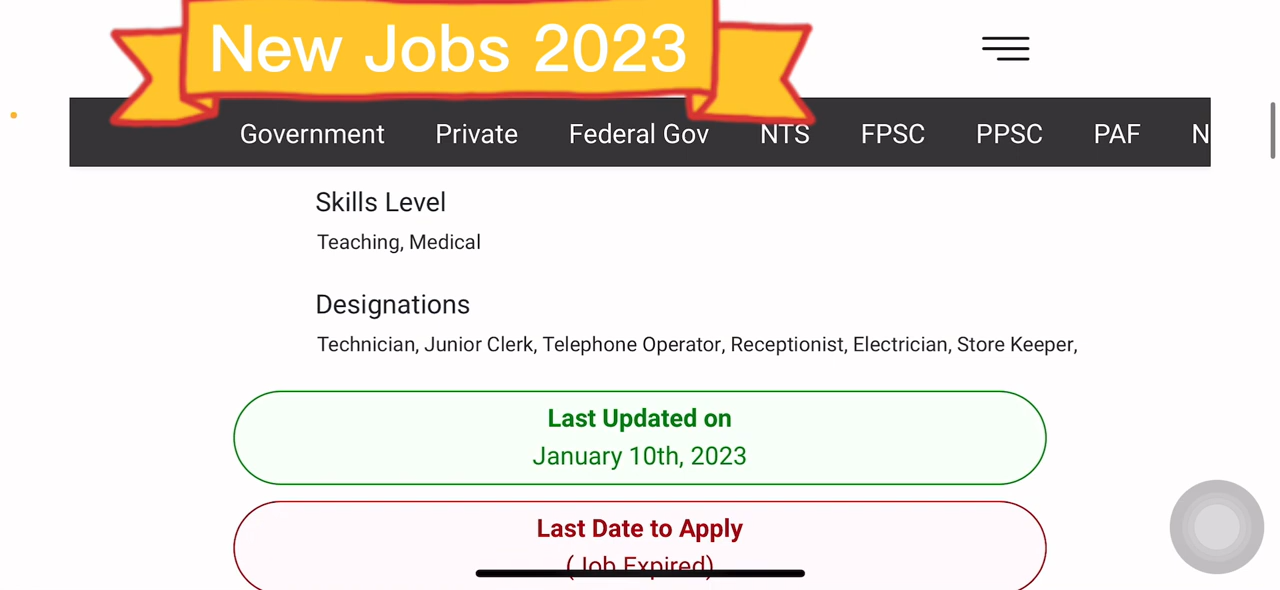 New Jobs 2023
Government Private Federal Gov NTS FPSC PPSC PAF N
Skills Level
Teaching, Medical
Designations
Technician, Junior Clerk, Telephone Operator, Receptionist, Electrician, Store Keeper,
Last Updated on
January 10th, 2023
Last Date to Apply
(Job Expired)